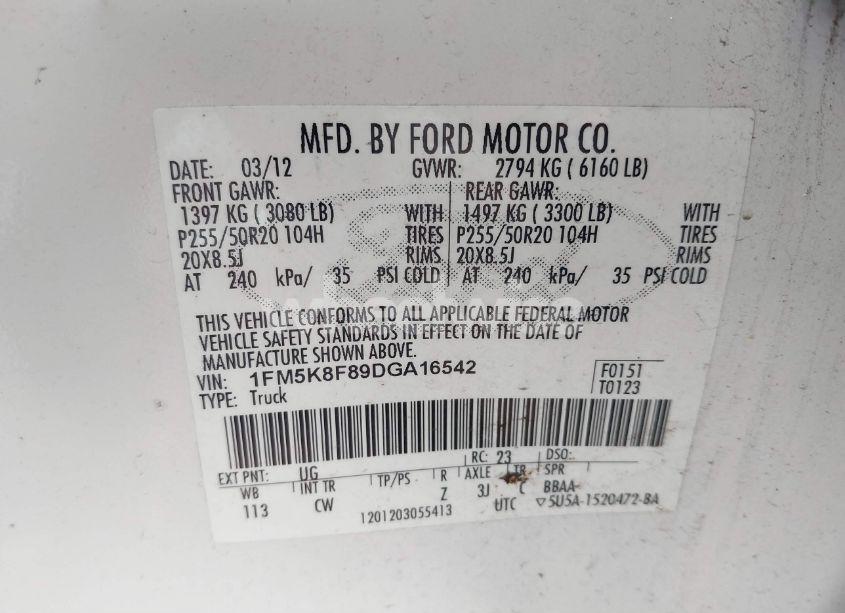 MFD. BY FORD MOTOR CO.
DATE: 03/12 GVWR: 2794 KG ( 6160 LB)
FRONT GAWR: REAR GAWR:
1397 KG ( 3080 LB) WITH 1497 KG ( 3300 LB) WITH
P255/50R20 104H TIRES P255/50R20 104H TIRES
20X8.5J RIMS 20X8.5J RIMS
AT 240 kPa/ 35 PSI COLD AT 240 kPa/ 35 PSI COLD
THIS VEHICLE CONFORMS TO ALL APPLICABLE FEDERAL MOTOR
VEHICLE SAFETY STANDARDS IN EFFECT ON THE DATE OF
MANUFACTURE SHOWN ABOVE.
VIN: 1FM5K8F89DGA16542 F0151
TYPE: Truck T0123
RC: 23 DSO:
EXT PNT: UG
WB INT TR TP/PS R AXLE TR SPR
113 CW Z 3J C BBAA-
1201203055413 UTC ▽5U5A-1520472-BA